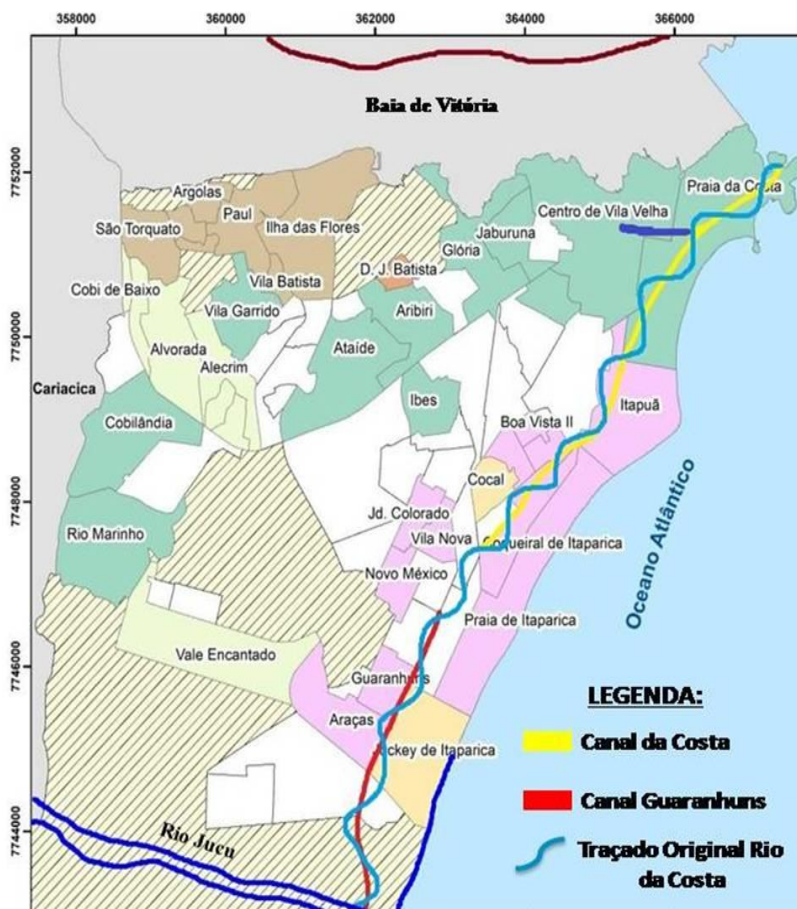 358000 360000 362000 364000 366000
Baia de Vitória
7752000
Argolas
Praia da Costa
Paul
Centro de Vila Velha
São Torquato
Ilha das Flores
Jaburuna
Glória
D. J. Batista
Vila Batista
Cobi de Baixo
Vila Garrido
Aribiri
7750000
Alvorada
Ataíde
Alecrim
Cariacica
Ibes
Itapuã
Cobilândia
Boa Vista II
Cocal
7748000
Jd. Colorado
Rio Marinho
Vila Nova
Coqueiral de Itaparica
Oceano Atlântico
Novo México
Praia de Itaparica
Vale Encantado
7746000
Guaranhuns
LEGENDA:
Araças
Jockey de Itaparica
Canal da Costa
Canal Guaranhuns
7744000
Rio Jucu
Traçado Original Rio
da Costa